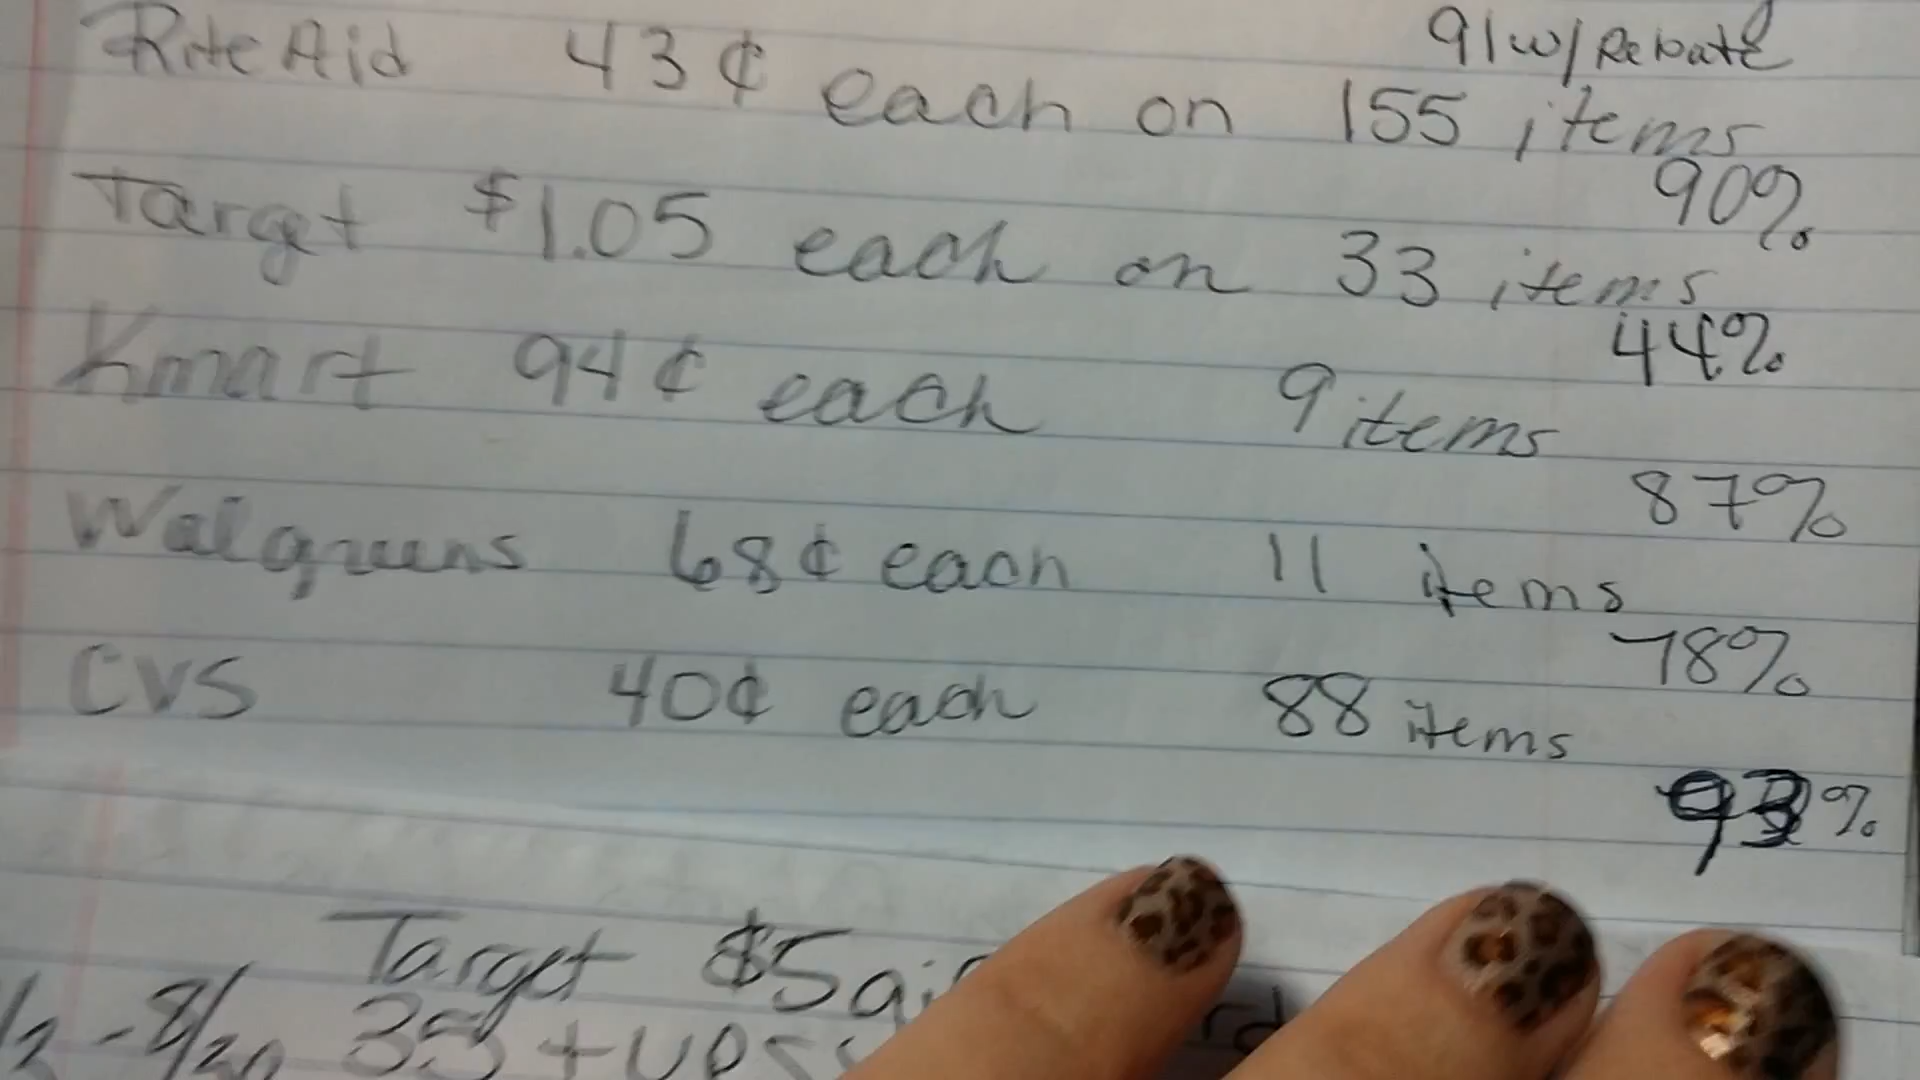 91 w/ Rebate
Rite Aid 43¢ each on 155 items
90%
Target $1.05 each on 33 items
44%
Kmart 94¢ each 9 items
87%
Walgreens 68¢ each 11 items
78%
CVS 40¢ each 88 items
93%
Target $5